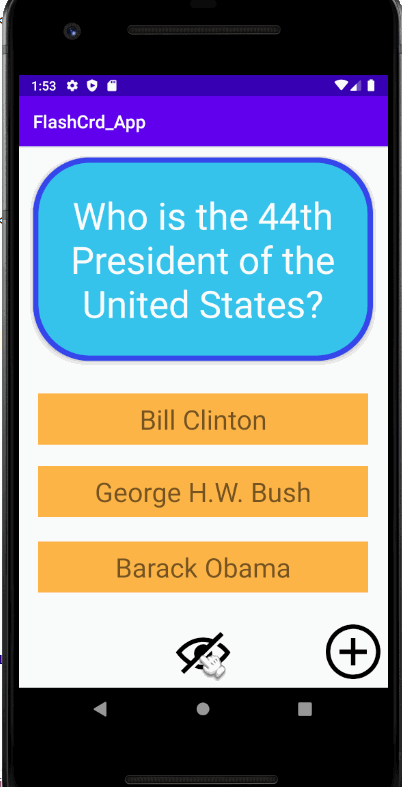 1:53
FlashCrd_App
Who is the 44th
President of the
United States?
Bill Clinton
George H.W. Bush
Barack Obama